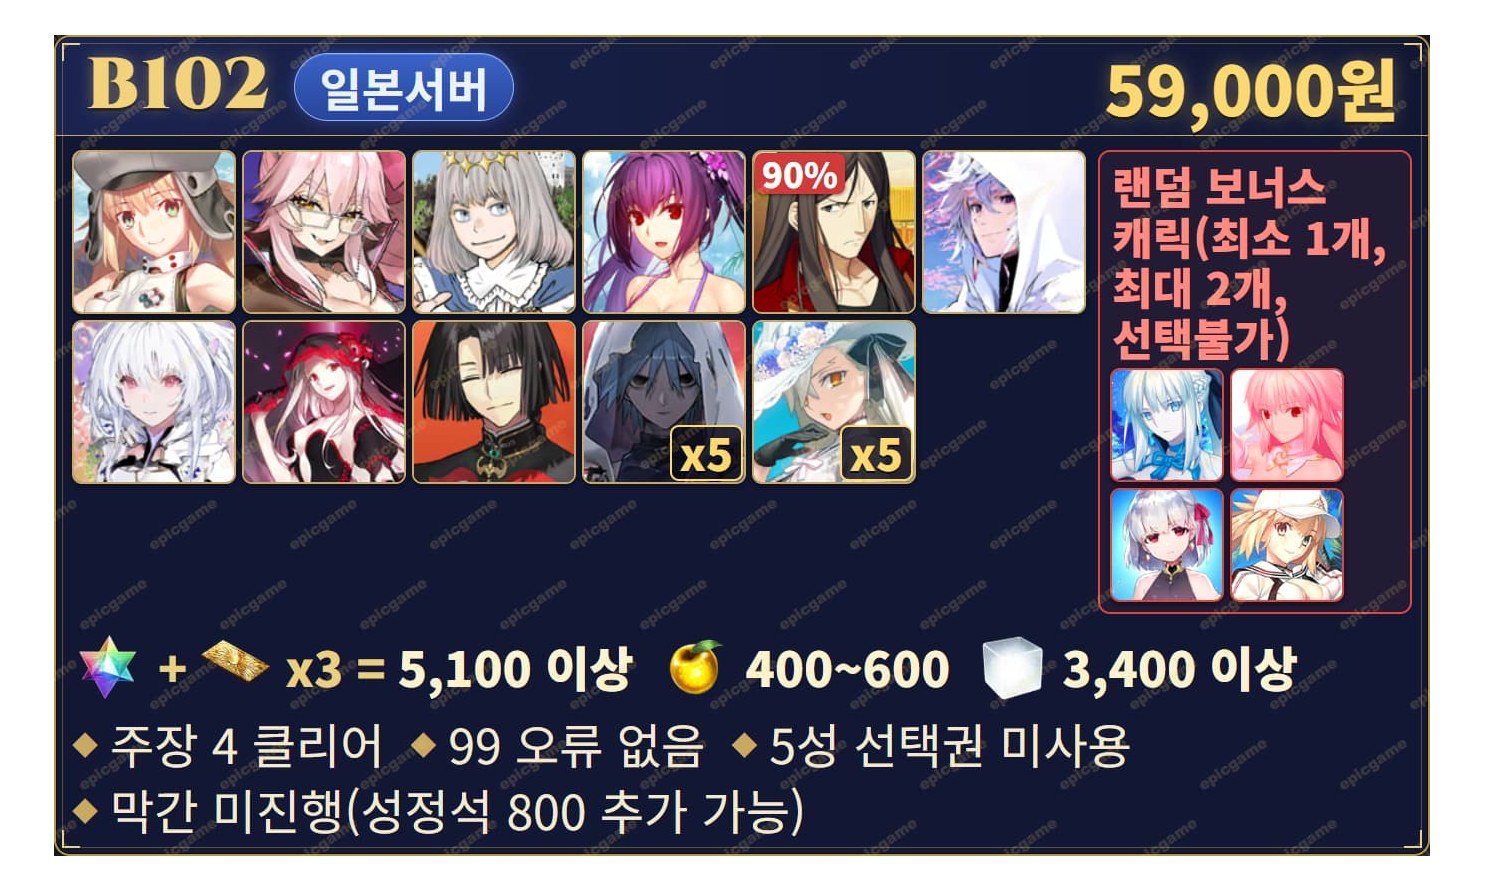 B102 일본서버 59,000원
90%
랜덤 보너스
캐릭(최소 1개,
최대 2개,
선택불가)
x5 x5
+ x3 = 5,100 이상 400~600 3,400 이상
◆ 주장 4 클리어 ◆ 99 오류 없음 ◆ 5성 선택권 미사용
◆ 막간 미진행(성정석 800 추가 가능)
epicgame